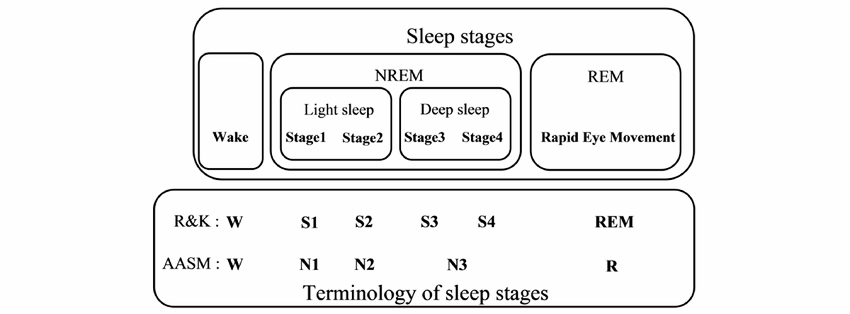 Sleep stages
NREM
REM
Light sleep
Deep sleep
Wake
Stage1 Stage2
Stage3 Stage4
Rapid Eye Movement
R&K : W S1 S2 S3 S4 REM
AASM : W N1 N2 N3 R
Terminology of sleep stages